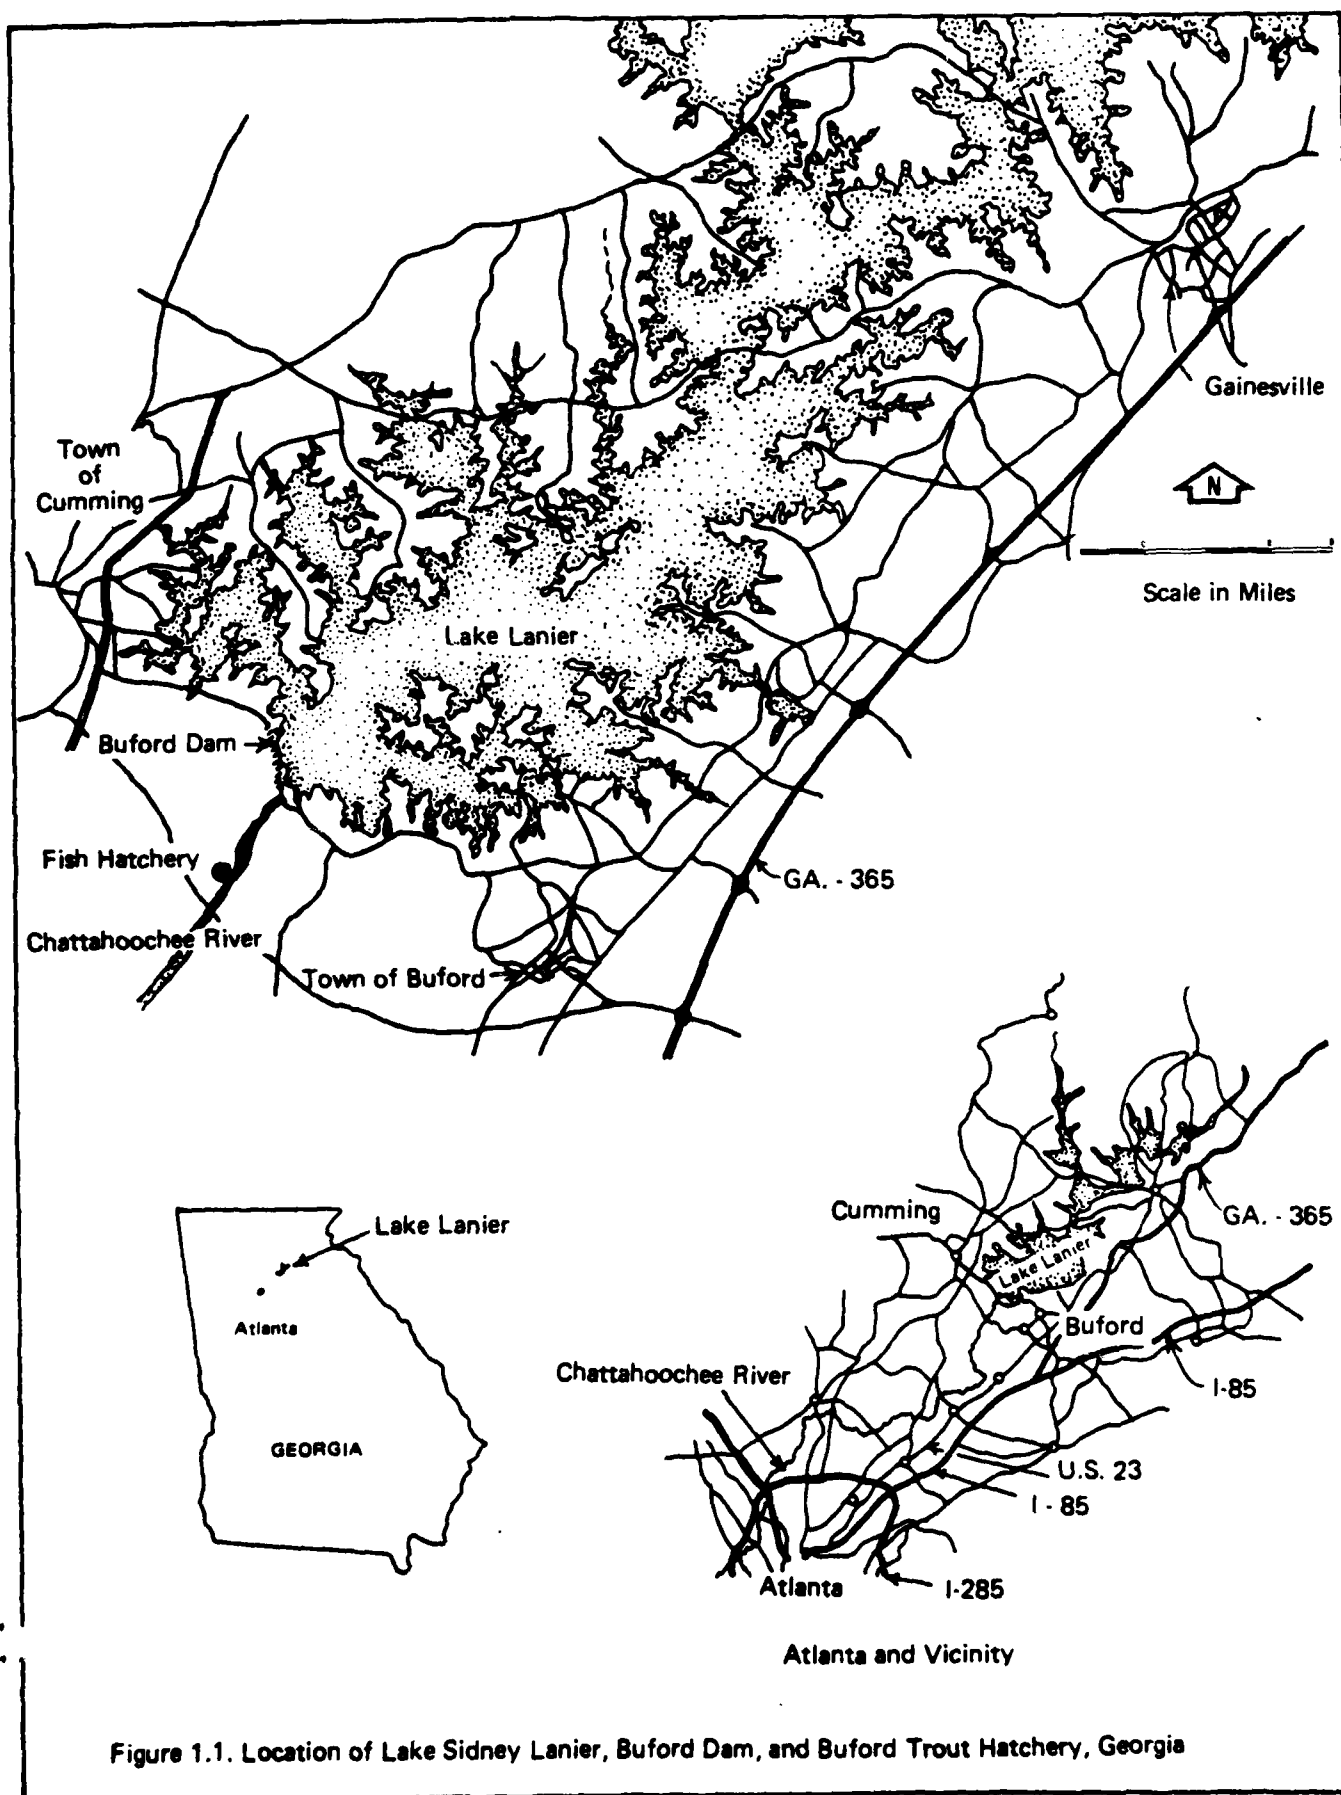 Gainesville
N
Scale in Miles
Town
of
Cumming
Lake Lanier
Buford Dam
Fish Hatchery
GA. - 365
Chattahoochee River
Town of Buford
Lake Lanier
Atlanta
GEORGIA
Cumming
GA. - 365
Lake Lanier
Buford
Chattahoochee River
I-85
U.S. 23
I - 85
Atlanta
I-285
Atlanta and Vicinity
Figure 1.1. Location of Lake Sidney Lanier, Buford Dam, and Buford Trout Hatchery, Georgia